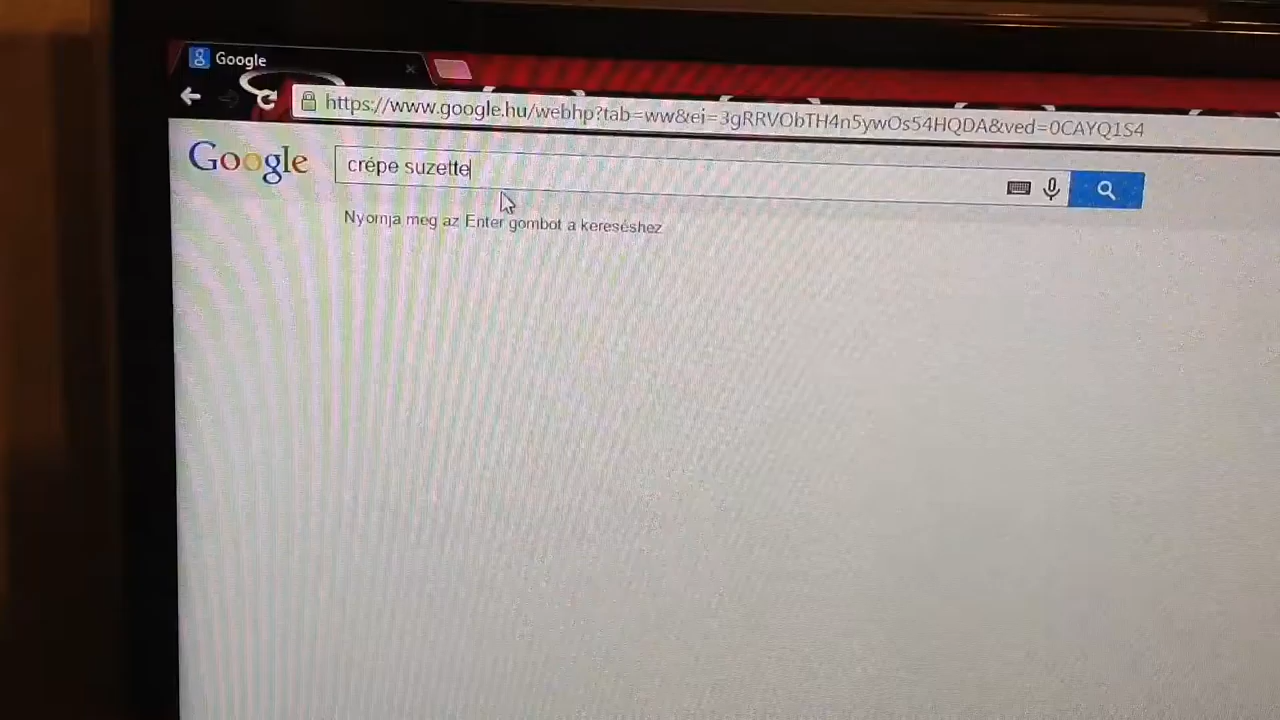 Google
https://www.google.hu/webhp?tab=ww&ei=3gRRVObTH4n5ywOs54HQDA&ved=0CAYQ1S4
Google
crépe suzette
Nyomja meg az Enter gombot a kereséshez